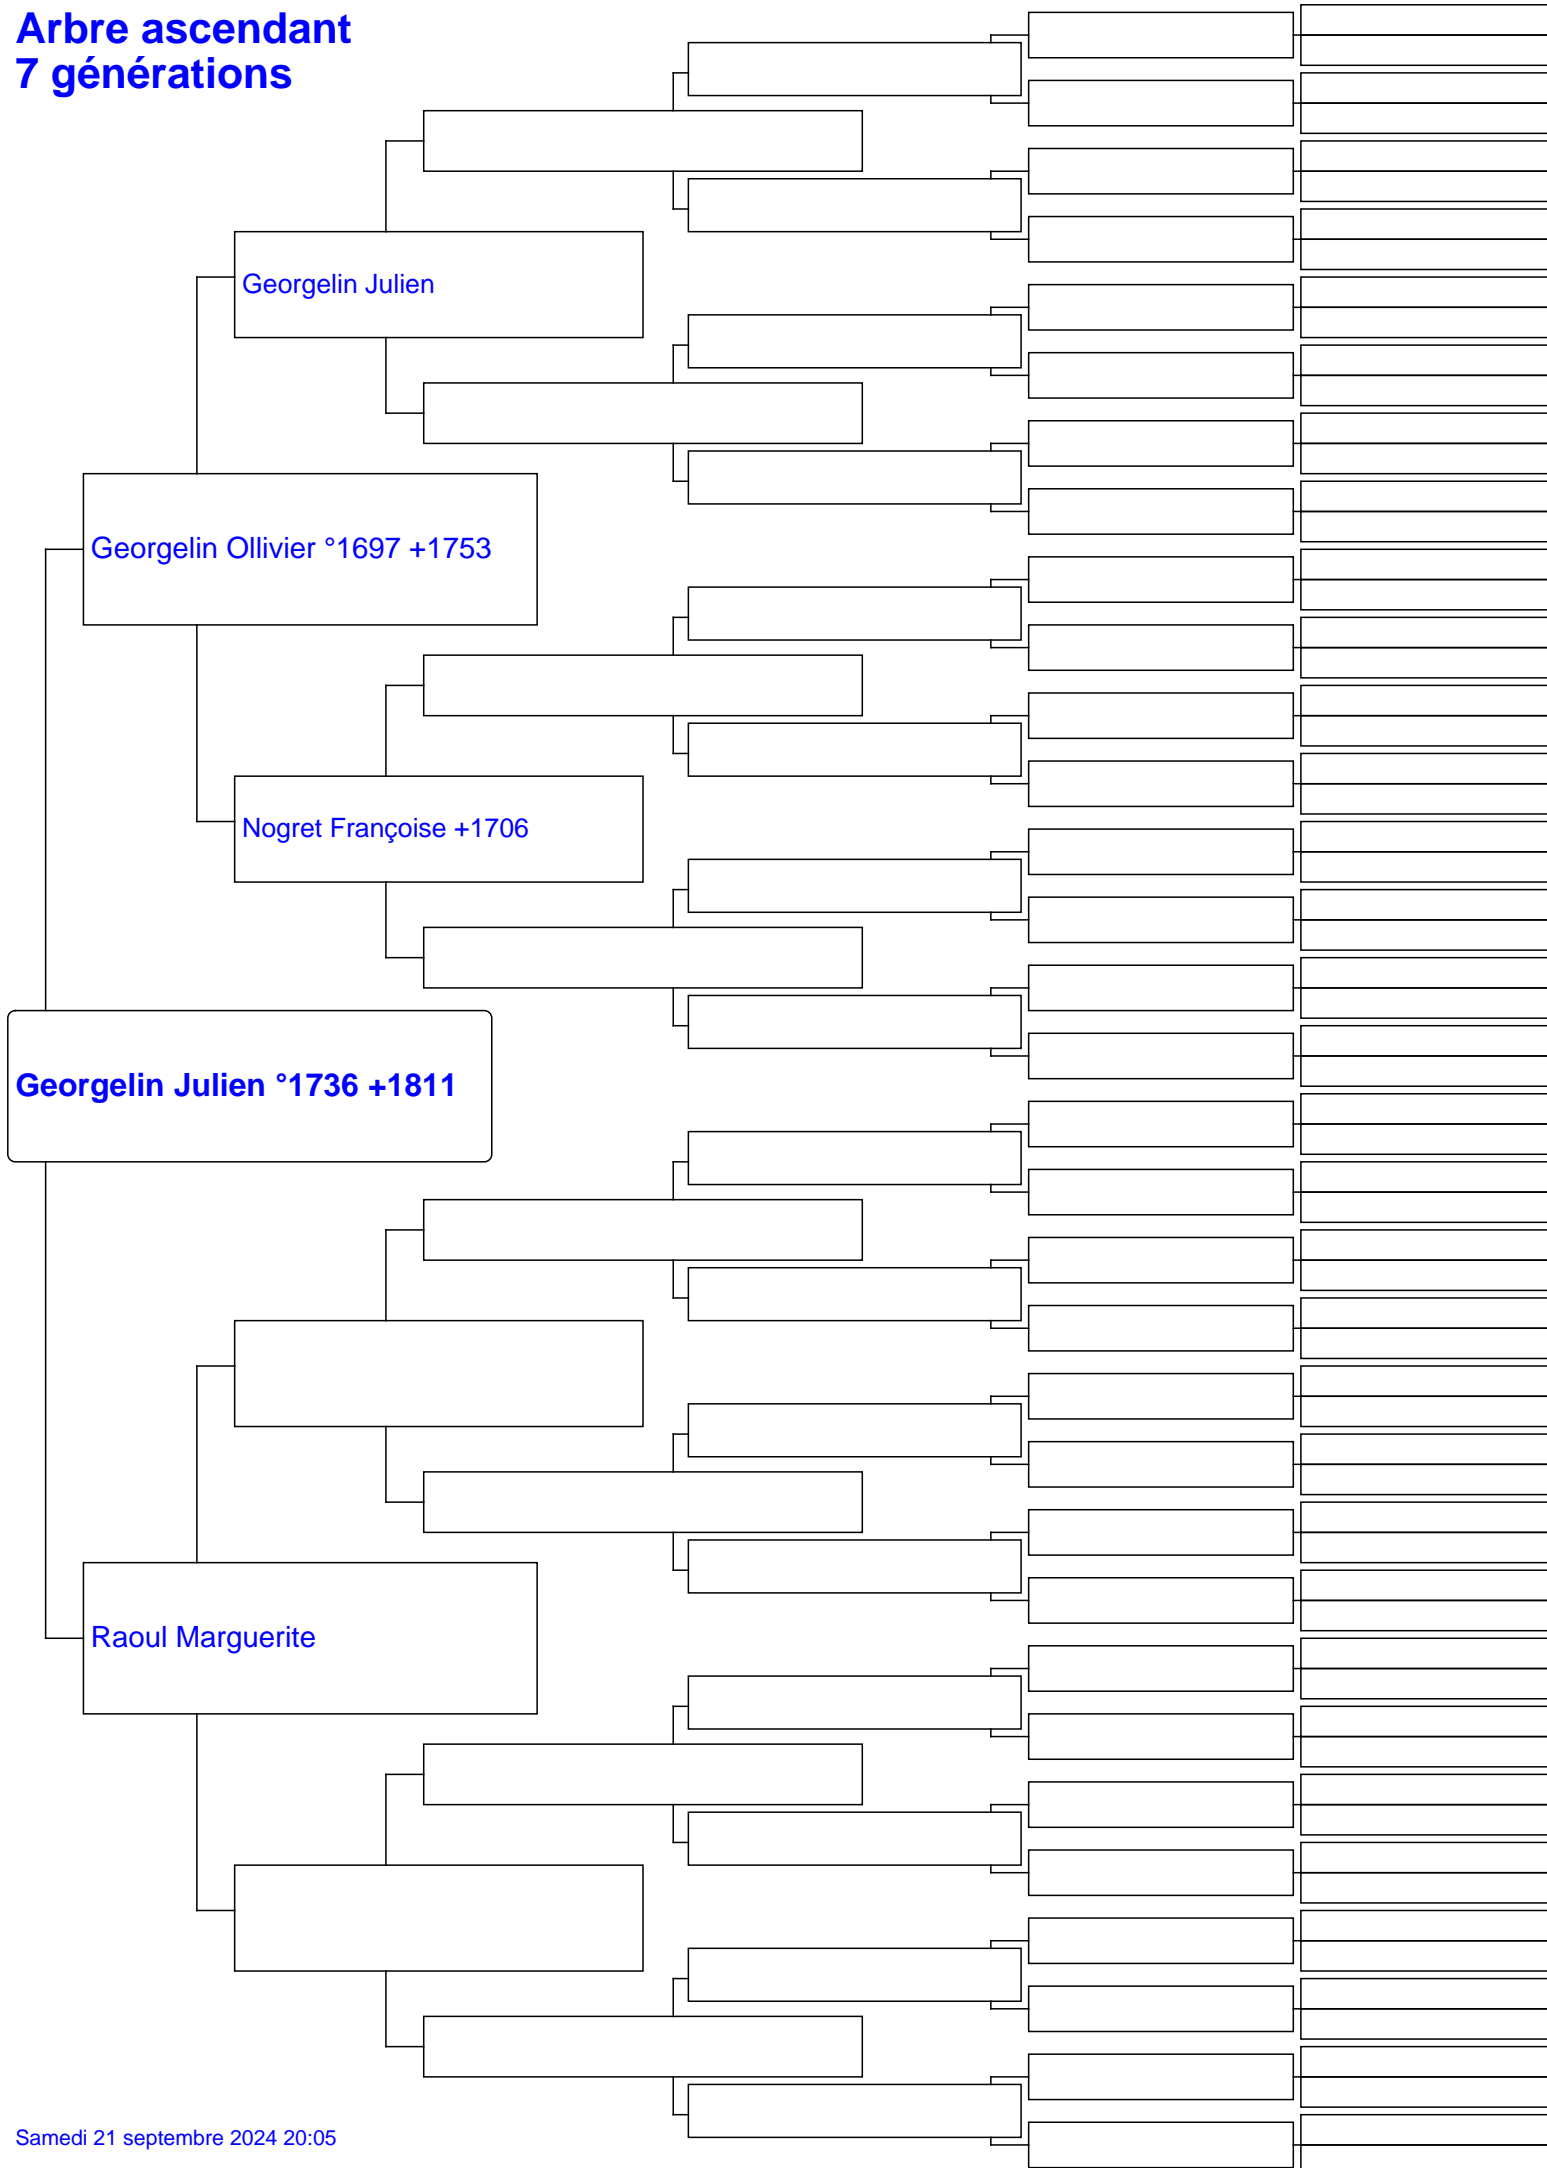 Arbre ascendant
7 générations
Georgelin Julien
Georgelin Ollivier °1697 +1753
Nogret Françoise +1706
Georgelin Julien °1736 +1811
Raoul Marguerite
Samedi 21 septembre 2024 20:05